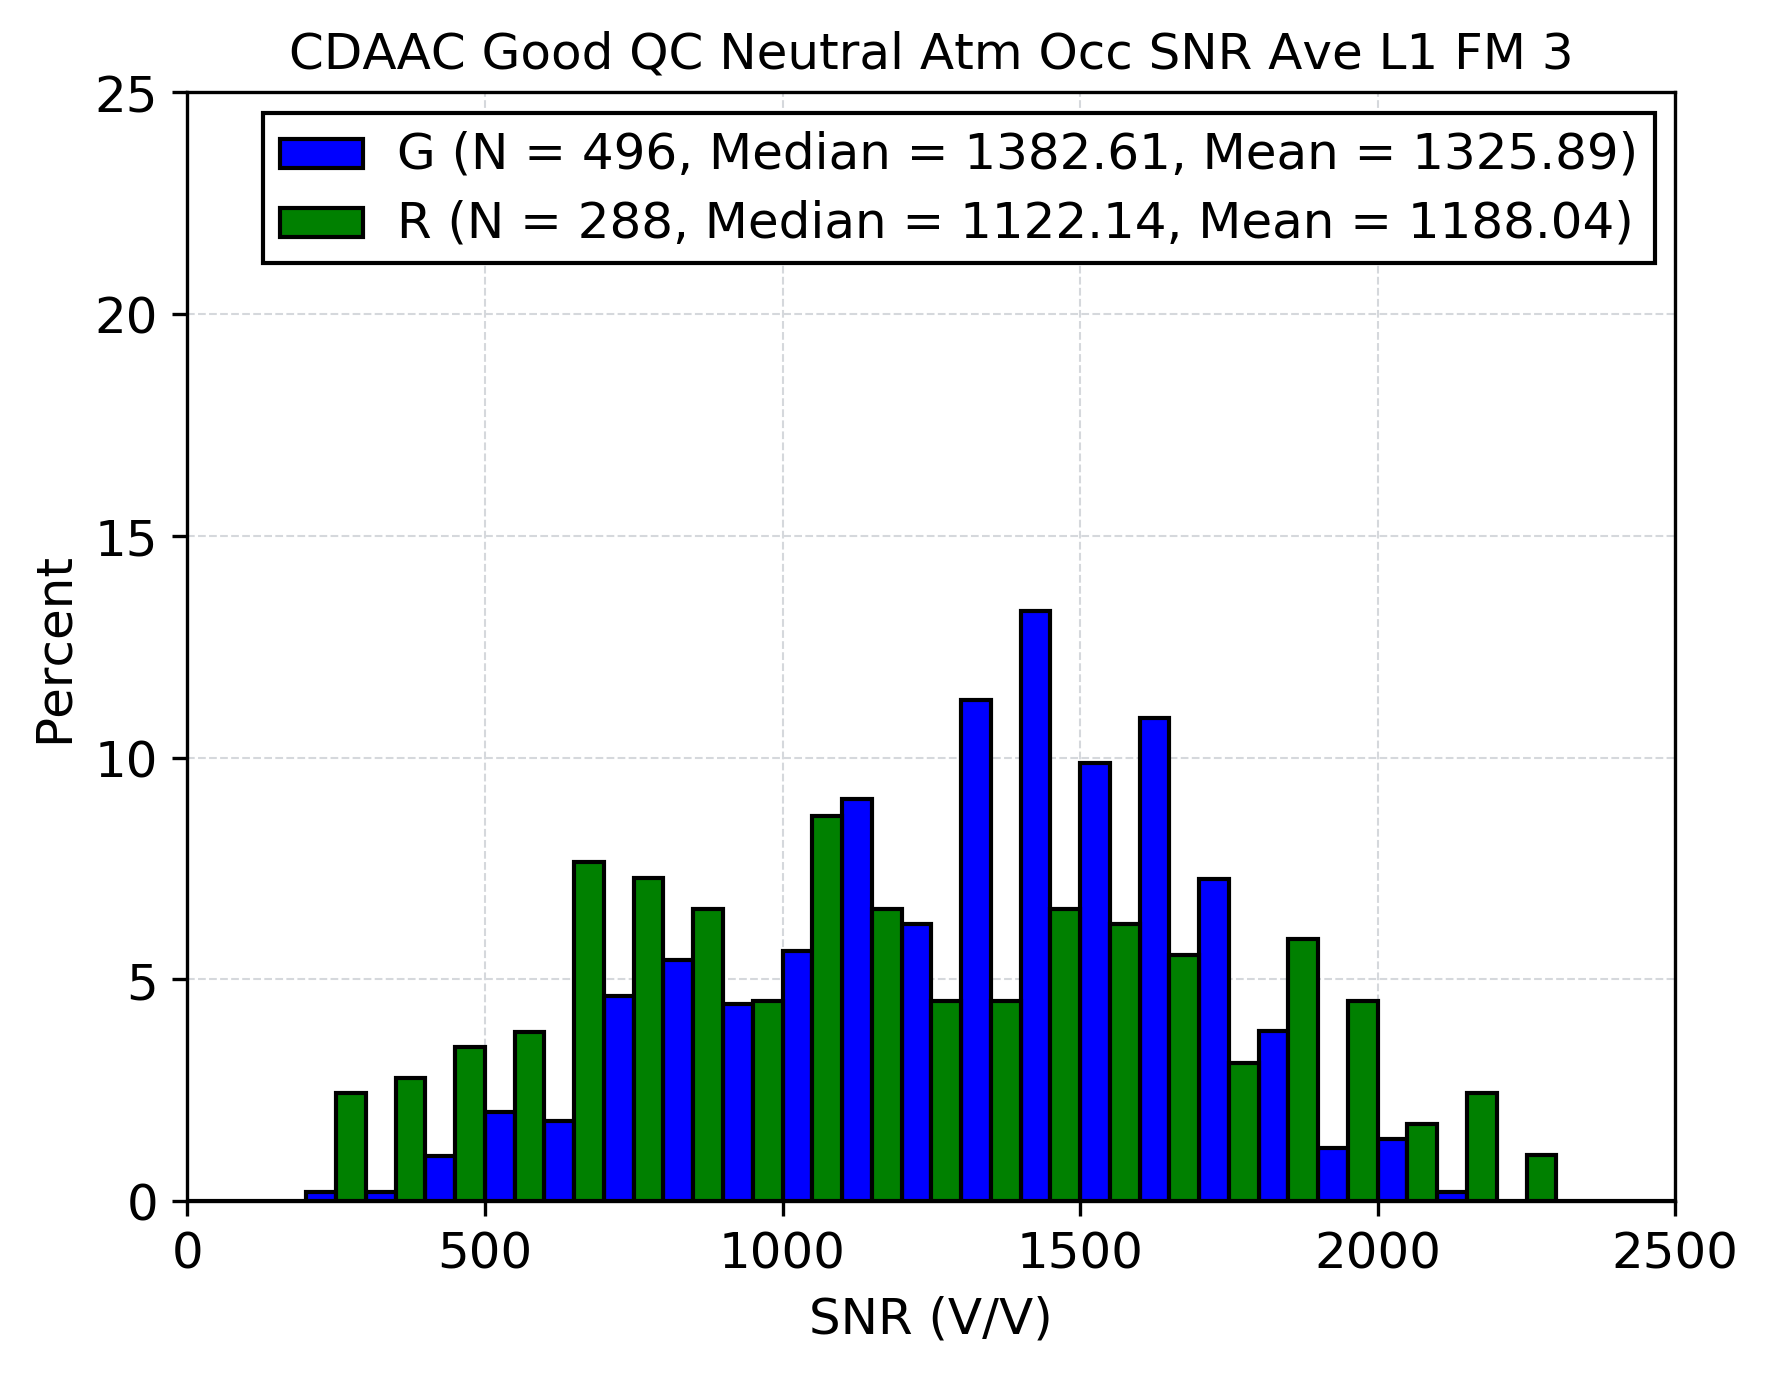 CDAAC Good QC Neutral Atm Occ SNR Ave L1 FM 3
25
G (N = 496, Median = 1382.61, Mean = 1325.89)
R (N = 288, Median = 1122.14, Mean = 1188.04)
20
15
10
5
0
Percent
0 500 1000 1500 2000 2500
SNR (V/V)